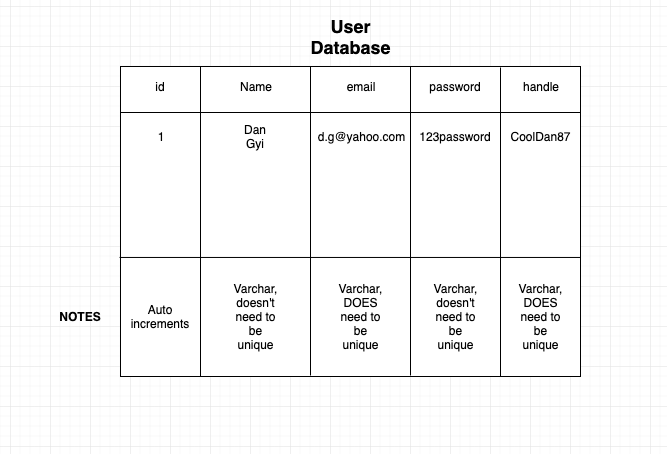 User
Database
id
Name
email
password
handle
1
Dan
Gyi
d.g@yahoo.com
123password
CoolDan87
NOTES
Auto
increments
Varchar,
doesn't
need to
be
unique
Varchar,
DOES
need to
be
unique
Varchar,
doesn't
need to
be
unique
Varchar,
DOES
need to
be
unique